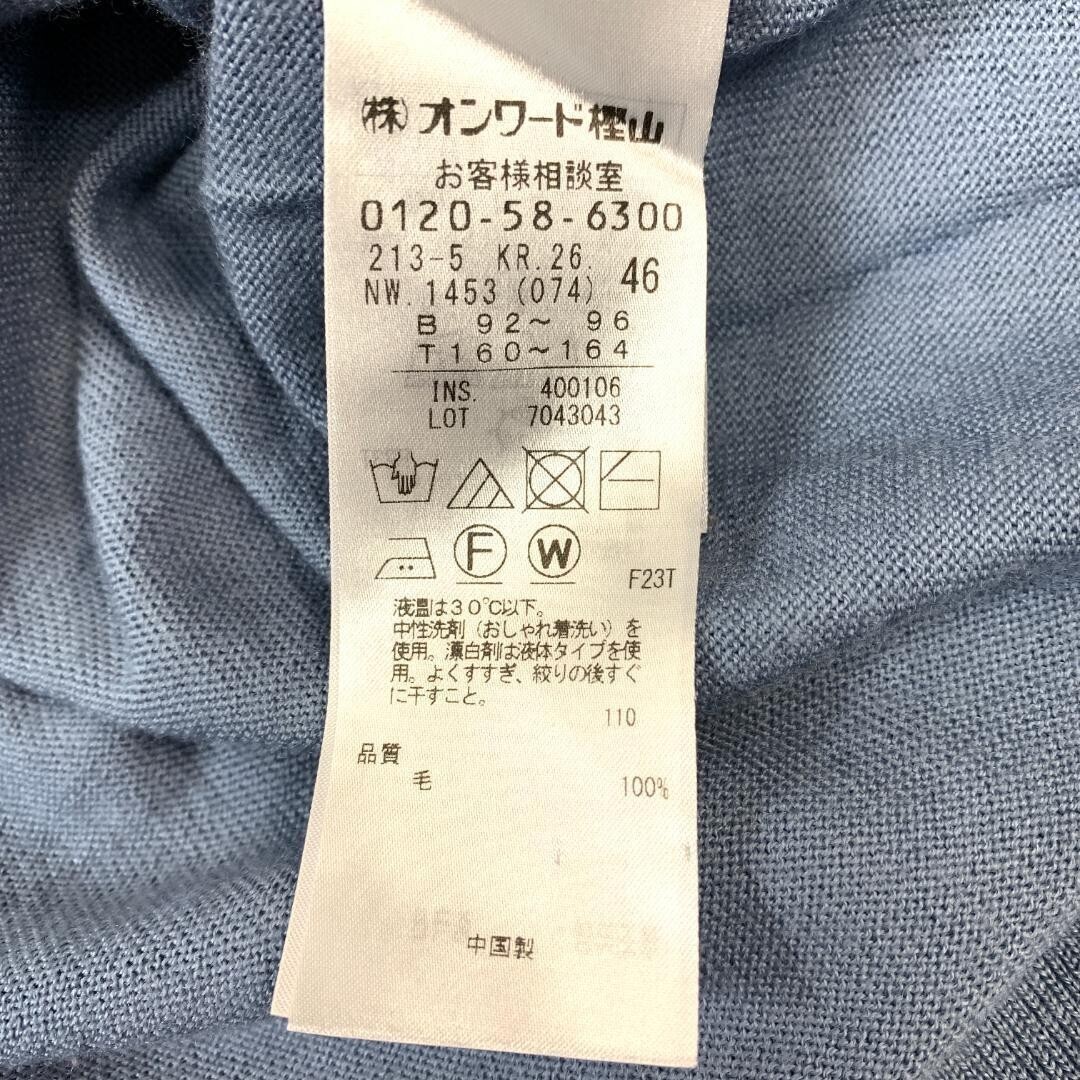 (株)オンワード樫山
お客様相談室
0120-58-6300
213-5 KR.26.
46
NW.1453(074)
B 92～ 96
T160～164
INS. 400106
LOT 7043043
F W
F23T
液温は30℃以下。
中性洗剤（おしゃれ着洗い）を
使用。漂白剤は液体タイプを使
用。よくすすぎ、絞りの後すぐ
に干すこと。
110
品質
毛 100%
中国製